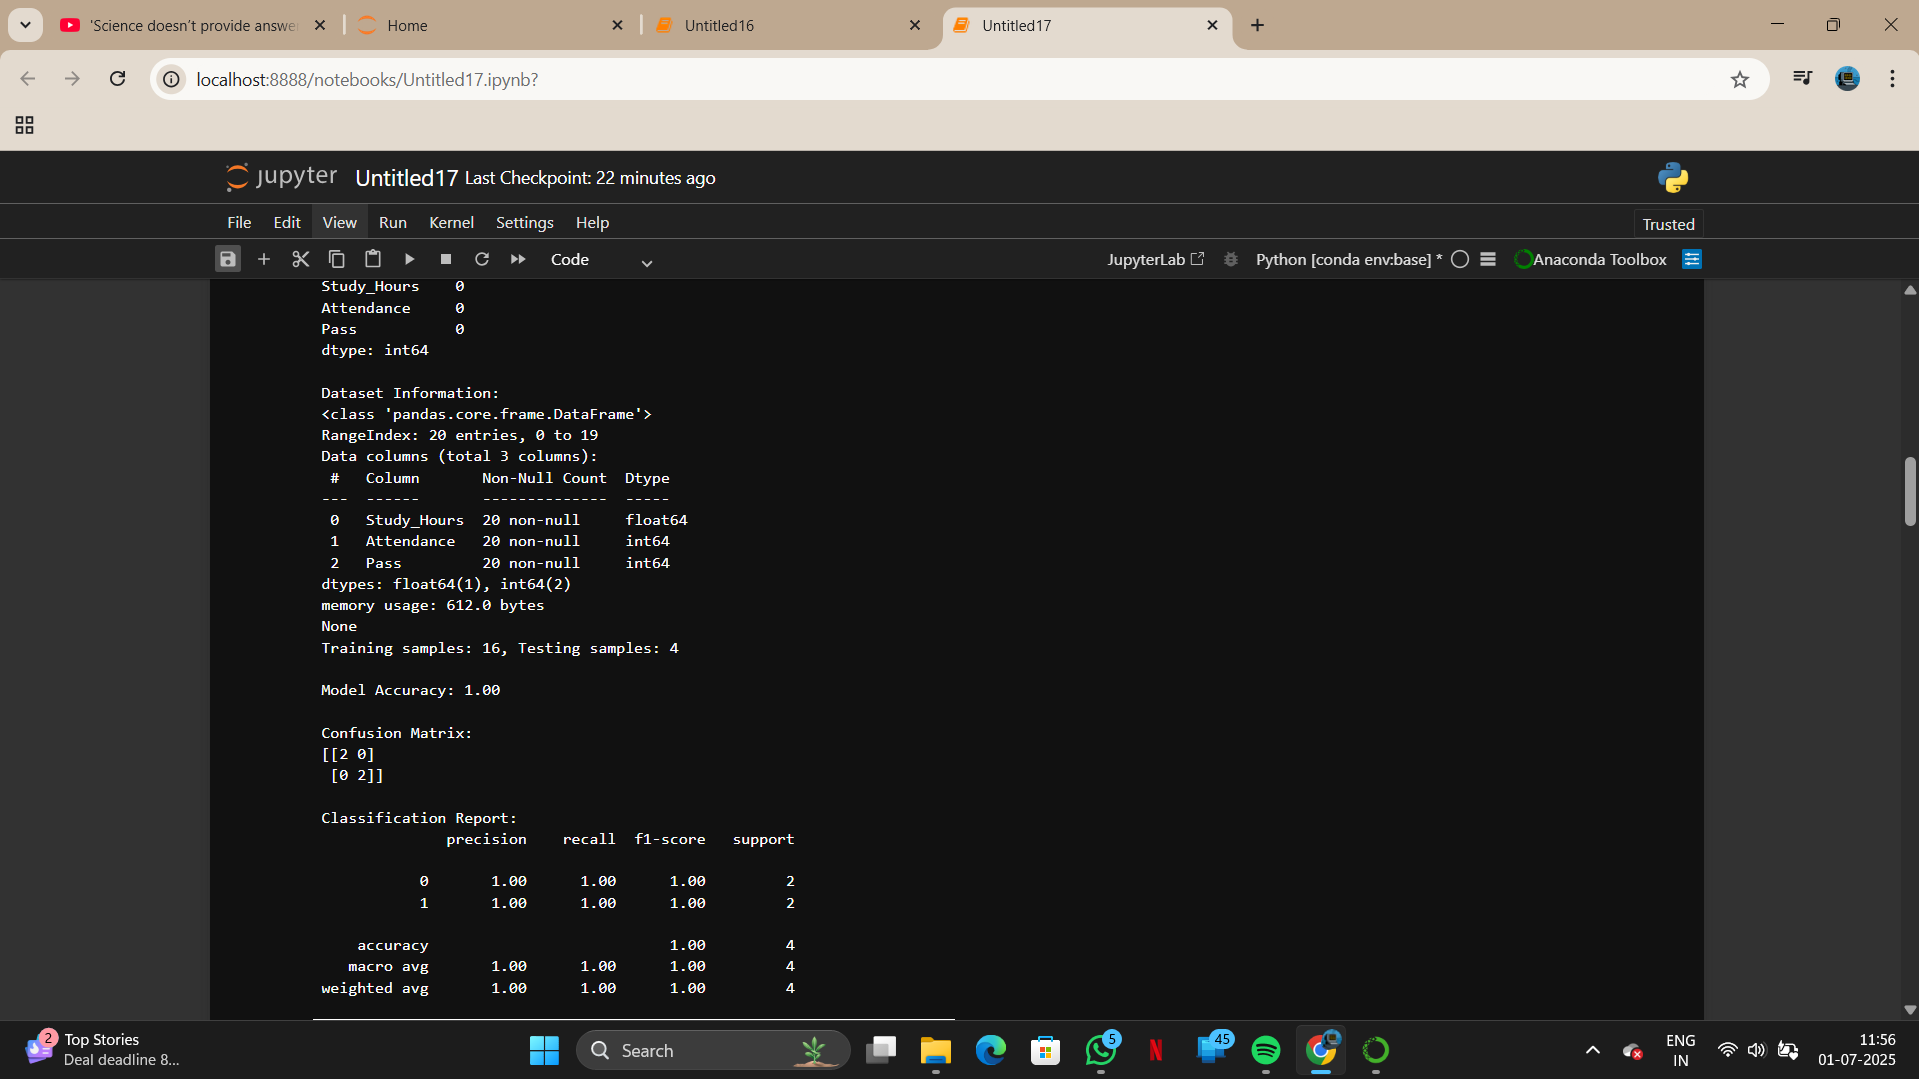 'Science doesn't provide answe
Home
Untitled16
Untitled17
localhost:8888/notebooks/Untitled17.ipynb?
jupyter Untitled17 Last Checkpoint: 22 minutes ago
File Edit View Run Kernel Settings Help
Trusted
Code
JupyterLab
Python [conda env:base] *
Anaconda Toolbox
Study_Hours    0
Attendance     0
Pass           0
dtype: int64
Dataset Information:
<class 'pandas.core.frame.DataFrame'>
RangeIndex: 20 entries, 0 to 19
Data columns (total 3 columns):
 #   Column       Non-Null Count  Dtype
---  ------       --------------  -----
 0   Study_Hours  20 non-null     float64
 1   Attendance   20 non-null     int64
 2   Pass         20 non-null     int64
dtypes: float64(1), int64(2)
memory usage: 612.0 bytes
None
Training samples: 16, Testing samples: 4
Model Accuracy: 1.00
Confusion Matrix:
[[2 0]
 [0 2]]
Classification Report:
              precision    recall  f1-score   support
           0       1.00      1.00      1.00         2
           1       1.00      1.00      1.00         2
    accuracy                           1.00         4
   macro avg       1.00      1.00      1.00         4
weighted avg       1.00      1.00      1.00         4
2
Top Stories
Deal deadline 8...
Search
5
N
45
ENG
IN
11:56
01-07-2025